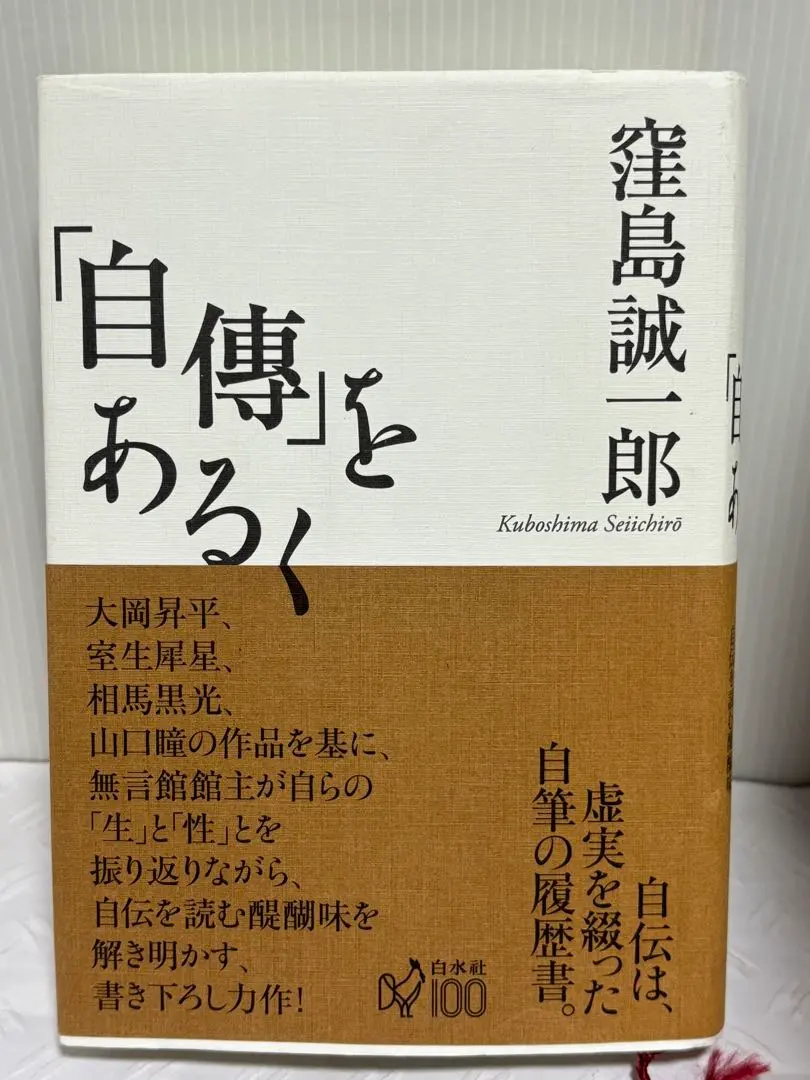 窪島誠一郎
Kuboshima Seiichirō
「自傳」を
あるく
大岡昇平、
室生犀星、
相馬黒光、
山口瞳の作品を基に、
無言館館主が自らの
「生」と「性」とを
振り返りながら、
自伝を読む醍醐味を
解き明かす、
書き下ろし力作!
自伝は、
虚実を綴った
自筆の履歴書。
白水社
100
「自
あ